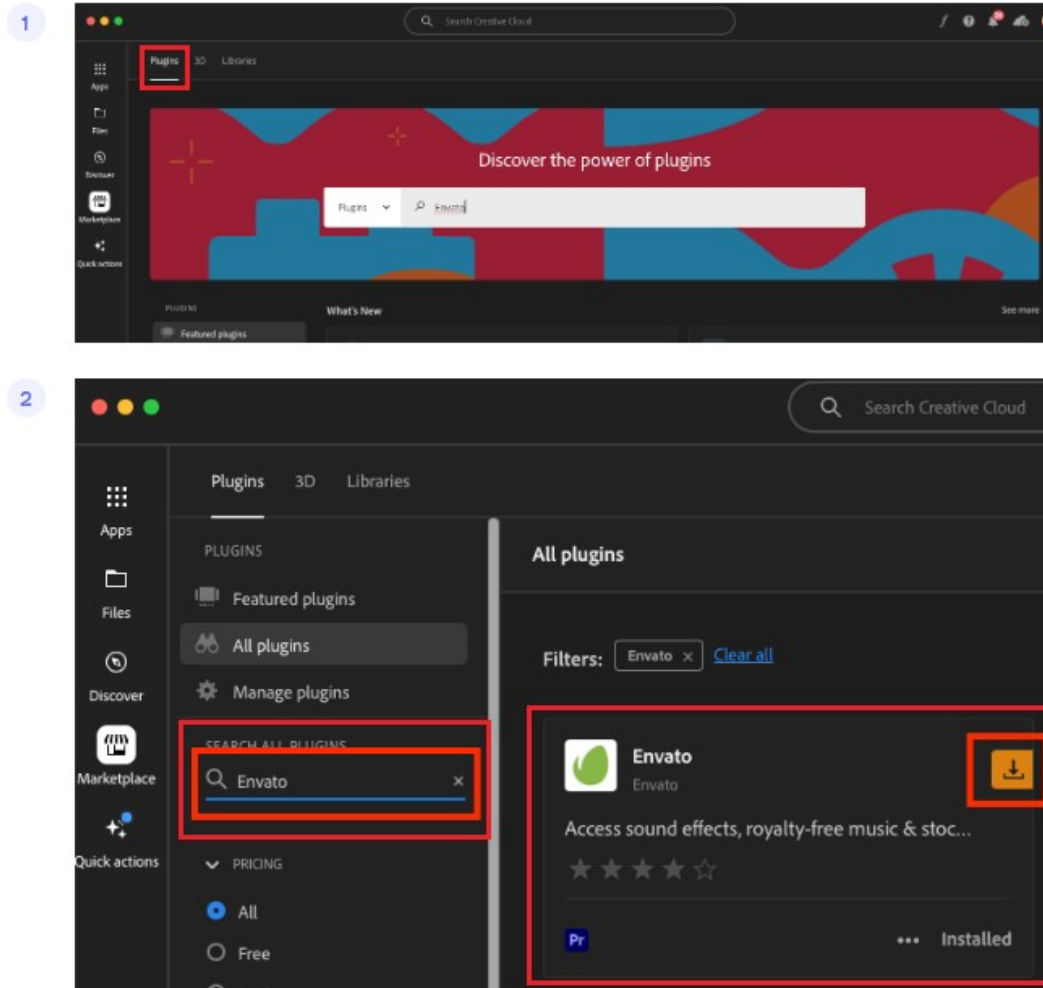 1
Search Creative Cloud
Plugins 3D Libraries
Apps
Files
Discover
Marketplace
Quick actions
Discover the power of plugins
Plugins Envato
PLUGINS
What's New
See more
Featured plugins
2
Search Creative Cloud
Plugins 3D Libraries
Apps
Files
Discover
Marketplace
Quick actions
PLUGINS
Featured plugins
All plugins
Manage plugins
SEARCH ALL PLUGINS
Envato ×
PRICING
All
Free
All plugins
Filters: Envato × Clear all
Envato
Envato
Access sound effects, royalty-free music & stoc...
Pr
••• Installed